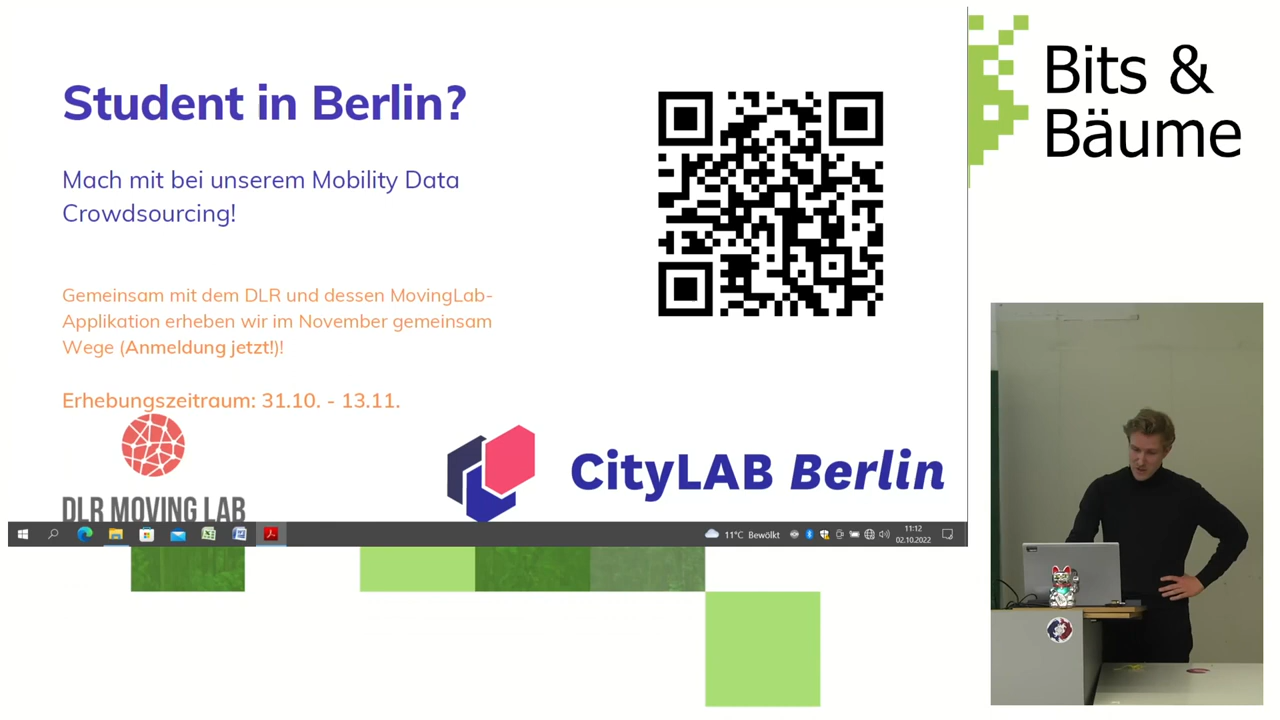 Student in Berlin?
Mach mit bei unserem Mobility Data
Crowdsourcing!
Gemeinsam mit dem DLR und dessen MovingLab-
Applikation erheben wir im November gemeinsam
Wege (Anmeldung jetzt!)!
Erhebungszeitraum: 31.10. - 13.11.
DLR MOVING LAB
CityLAB Berlin
11°C Bewölkt
11:12
02.10.2022
Bits &
Bäume